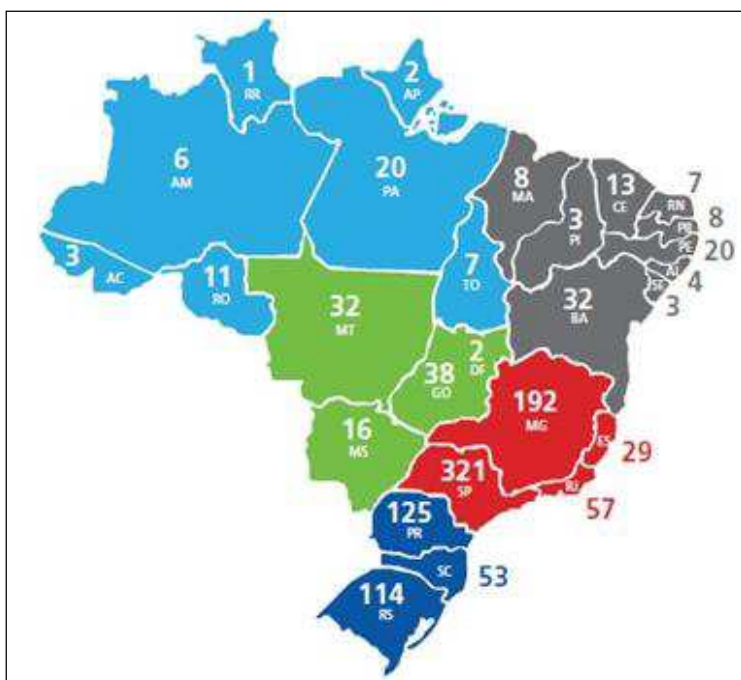 1
RR
2
AP
6
AM
20
PA
8
MA
13
CE
7
RN
3
PI
8
PB
PE
20
3
AC
11
RO
7
TO
AL
4
SE
3
32
MT
32
BA
2
DF
38
GO
192
MG
16
MS
ES
29
321
SP
RJ
57
125
PR
SC
53
114
RS